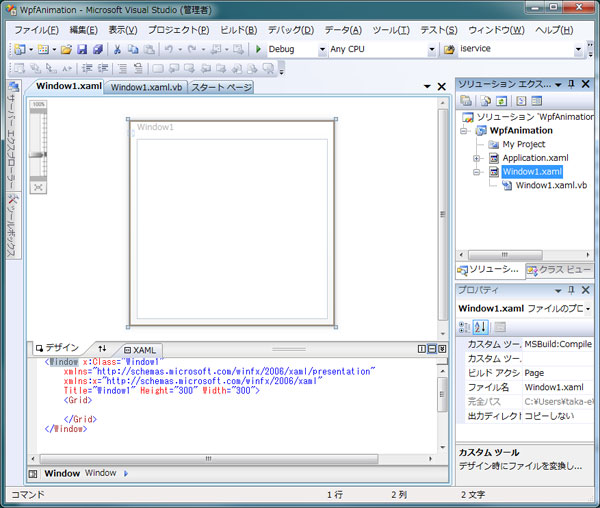 WpfAnimation - Microsoft Visual Studio (管理者)
ファイル(F) 編集(E) 表示(V) プロジェクト(P) ビルド(B) デバッグ(D) データ(A) ツール(T) テスト(S) ウィンドウ(W) ヘルプ(H)
Debug Any CPU iservice
Window1.xaml Window1.xaml.vb スタート ページ
サーバー エクスプローラー
ツールボックス
100%
Window1
デザイン XAML
<Window x:Class="Window1"
xmlns="http://schemas.microsoft.com/winfx/2006/xaml/presentation"
xmlns:x="http://schemas.microsoft.com/winfx/2006/xaml"
Title="Window1" Height="300" Width="300">
<Grid>
</Grid>
</Window>
Window Window
ソリューション エクス...
ソリューション 'WpfAnimation
WpfAnimation
My Project
Application.xaml
Window1.xaml
Window1.xaml.vb
ソリューショ... クラス ビュー
プロパティ
Window1.xaml ファイルのプロ
カスタム ツー. MSBuild:Compile
カスタム ツー.
ビルド アクシ Page
ファイル名 Window1.xaml
完全パス C:¥Users¥taka-e¥
出力ディレクト コピーしない
カスタム ツール
デザイン時にファイルを変換し...
コマンド 1 行 2 列 2 文字